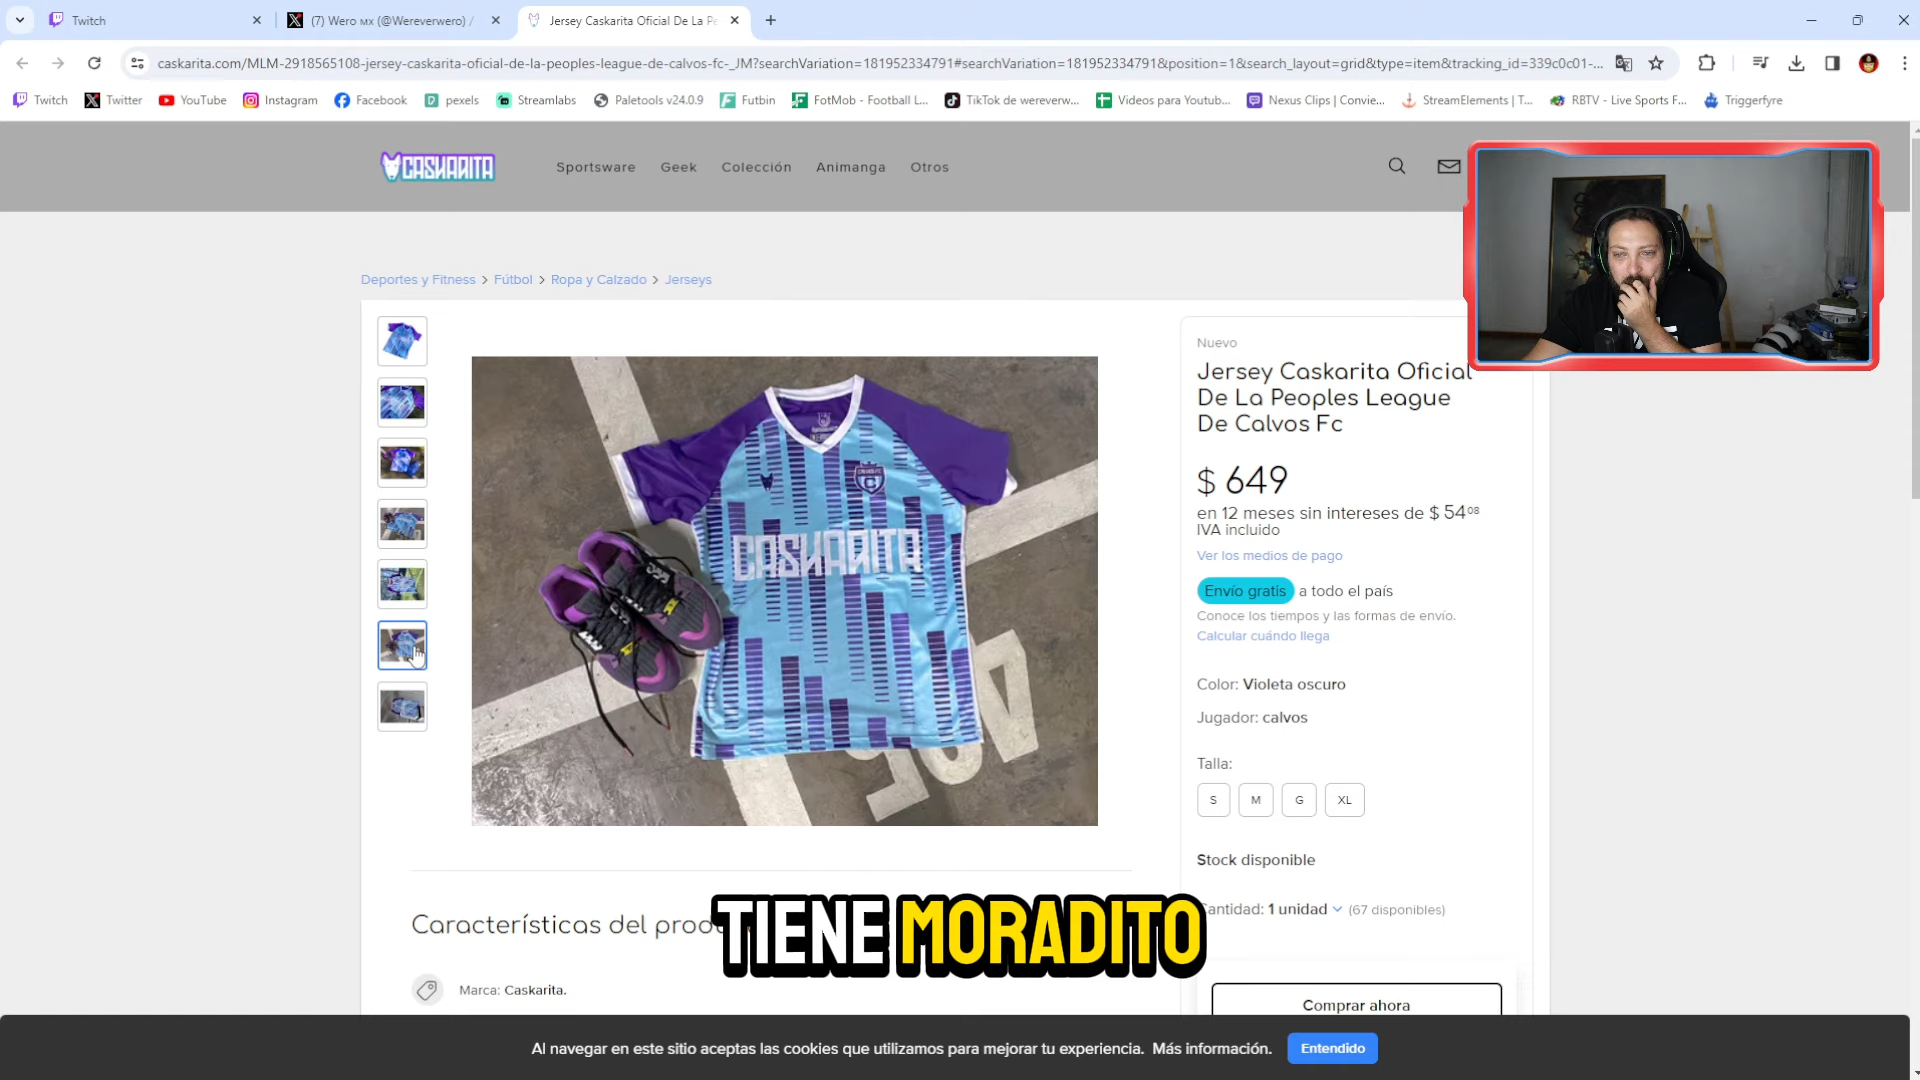 Twitch
(7) Wero мx (@Wereverwero) /
Jersey Caskarita Oficial De La Pe
caskarita.com/MLM-2918565108-jersey-caskarita-oficial-de-la-peoples-league-de-calvos-fc-_JM?searchVariation=181952334791#searchVariation=181952334791&position=1&search_layout=grid&type=item&tracking_id=339c0c01-...
Twitch Twitter YouTube Instagram Facebook pexels Streamlabs Paletools v24.0.9 Futbin FotMob - Football L... TikTok de wereverw... Videos para Youtub... Nexus Clips | Convie... StreamElements | T... RBTV - Live Sports F... Triggerfyre
CASKARITA
Sportsware Geek Colección Animanga Otros
Deportes y Fitness > Fútbol > Ropa y Calzado > Jerseys
CASKARITA
Nuevo
Jersey Caskarita Oficial
De La Peoples League
De Calvos Fc
$ 649
en 12 meses sin intereses de $ 54 08
IVA incluido
Ver los medios de pago
Envío gratis a todo el país
Conoce los tiempos y las formas de envío.
Calcular cuándo llega
Color: Violeta oscuro
Jugador: calvos
Talla:
S M G XL
Stock disponible
Cantidad: 1 unidad (67 disponibles)
Comprar ahora
Características del
Marca: Caskarita.
TIENE MORADITO
Al navegar en este sitio aceptas las cookies que utilizamos para mejorar tu experiencia. Más información. Entendido